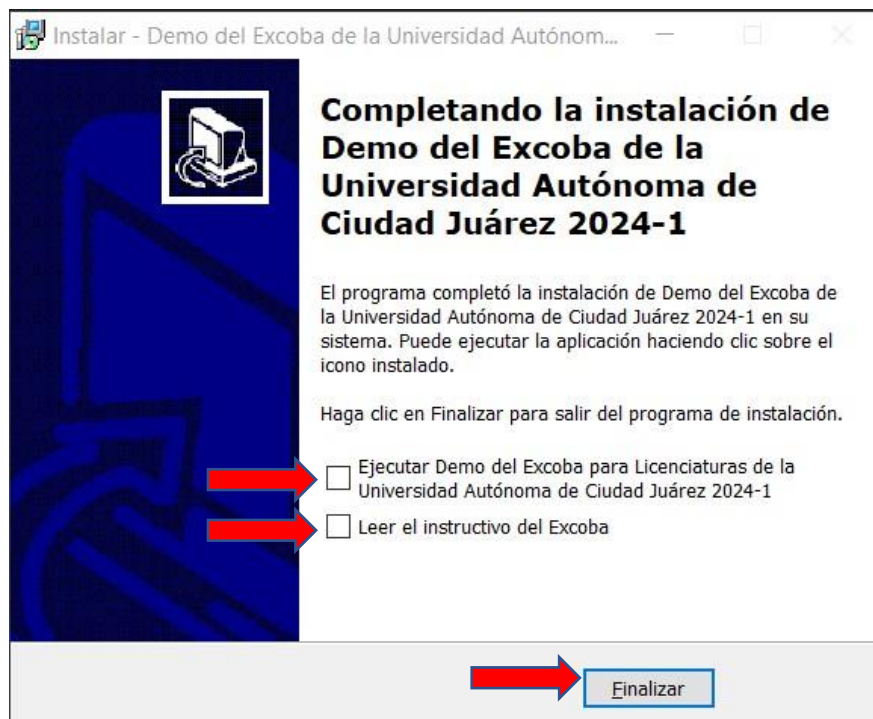 Instalar - Demo del Excoba de la Universidad Autónom...
Completando la instalación de
Demo del Excoba de la
Universidad Autónoma de
Ciudad Juárez 2024-1
El programa completó la instalación de Demo del Excoba de
la Universidad Autónoma de Ciudad Juárez 2024-1 en su
sistema. Puede ejecutar la aplicación haciendo clic sobre el
icono instalado.
Haga clic en Finalizar para salir del programa de instalación.
Ejecutar Demo del Excoba para Licenciaturas de la
Universidad Autónoma de Ciudad Juárez 2024-1
Leer el instructivo del Excoba
Finalizar